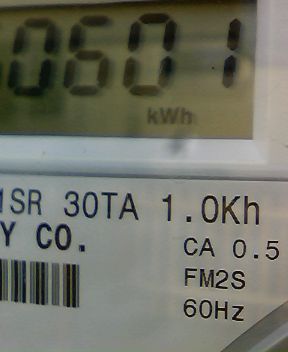 0601
kWh
1SR 30TA 1.0Kh
Y CO.
CA 0.5
FM2S
60Hz